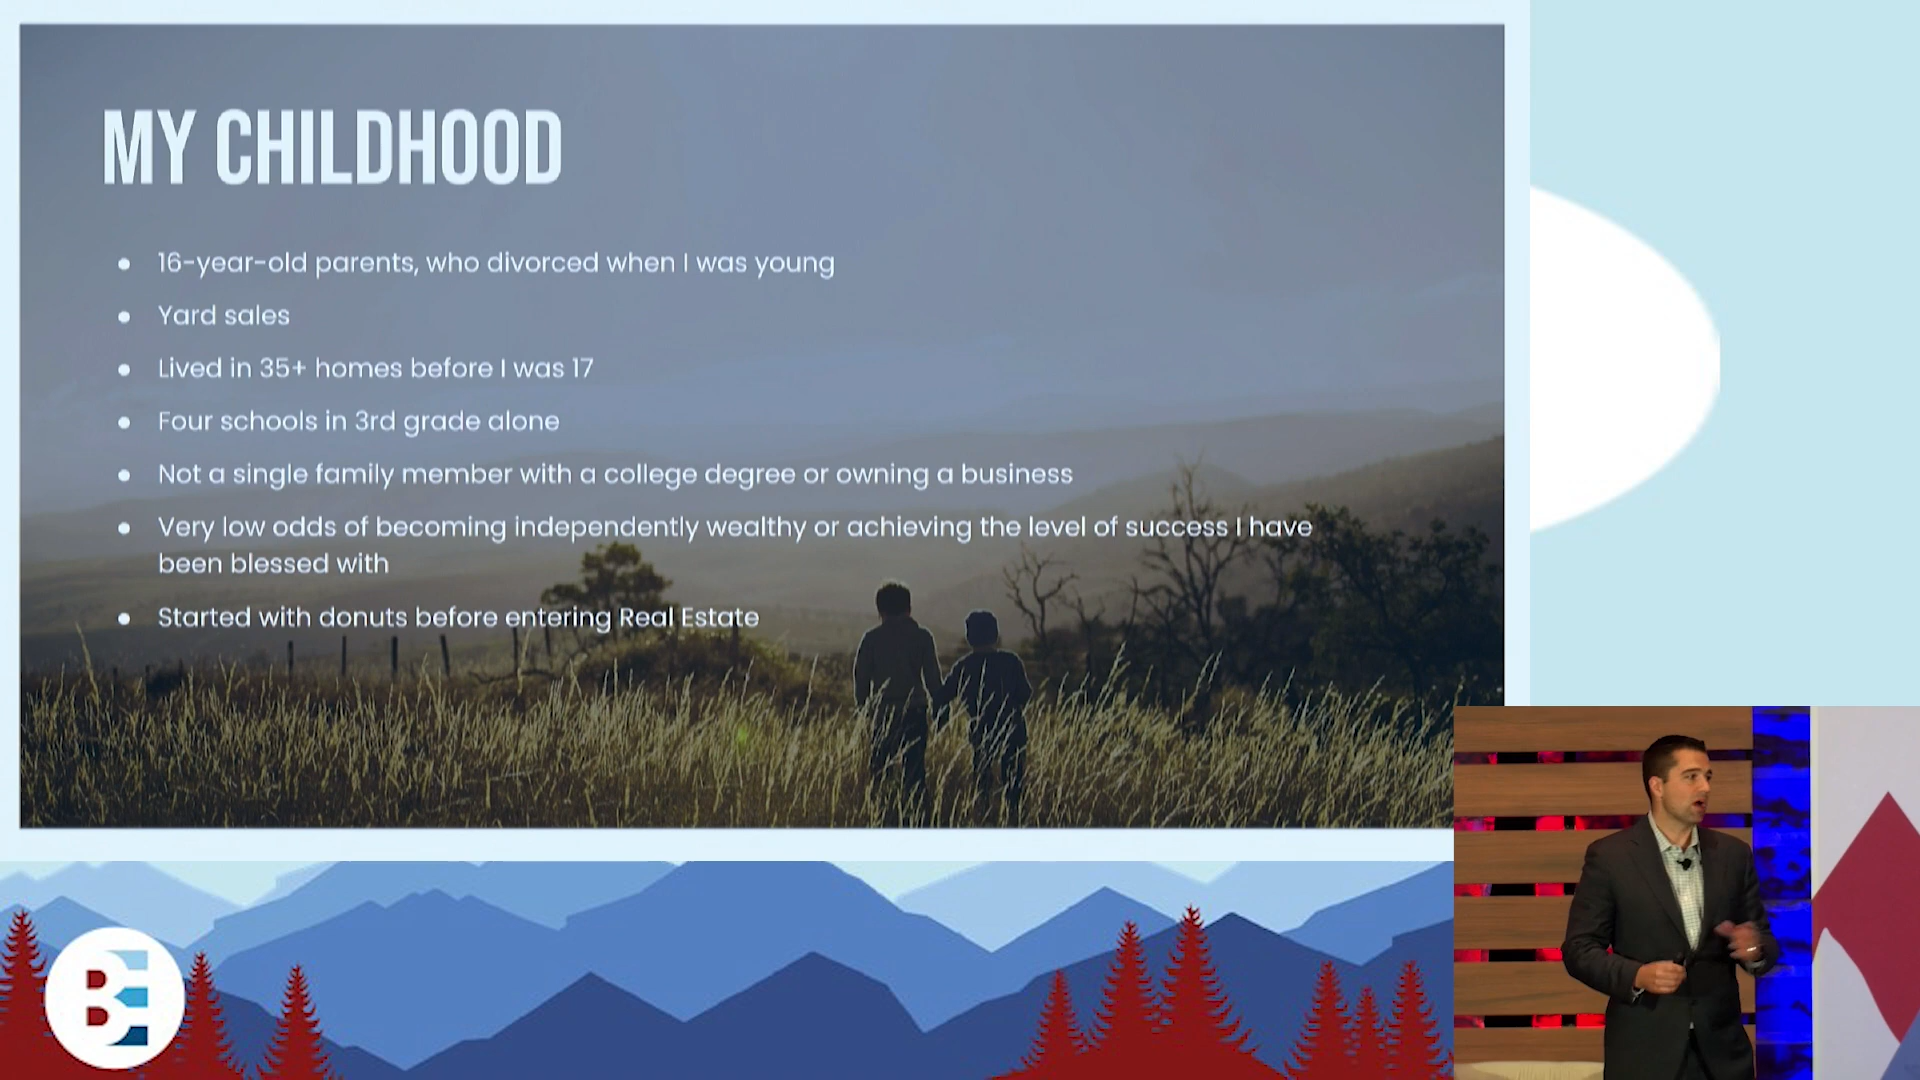 MY CHILDHOOD
16-year-old parents, who divorced when I was young
Yard sales
Lived in 35+ homes before I was 17
Four schools in 3rd grade alone
Not a single family member with a college degree or owning a business
Very low odds of becoming independently wealthy or achieving the level of success I have
been blessed with
Started with donuts before entering Real Estate
BE